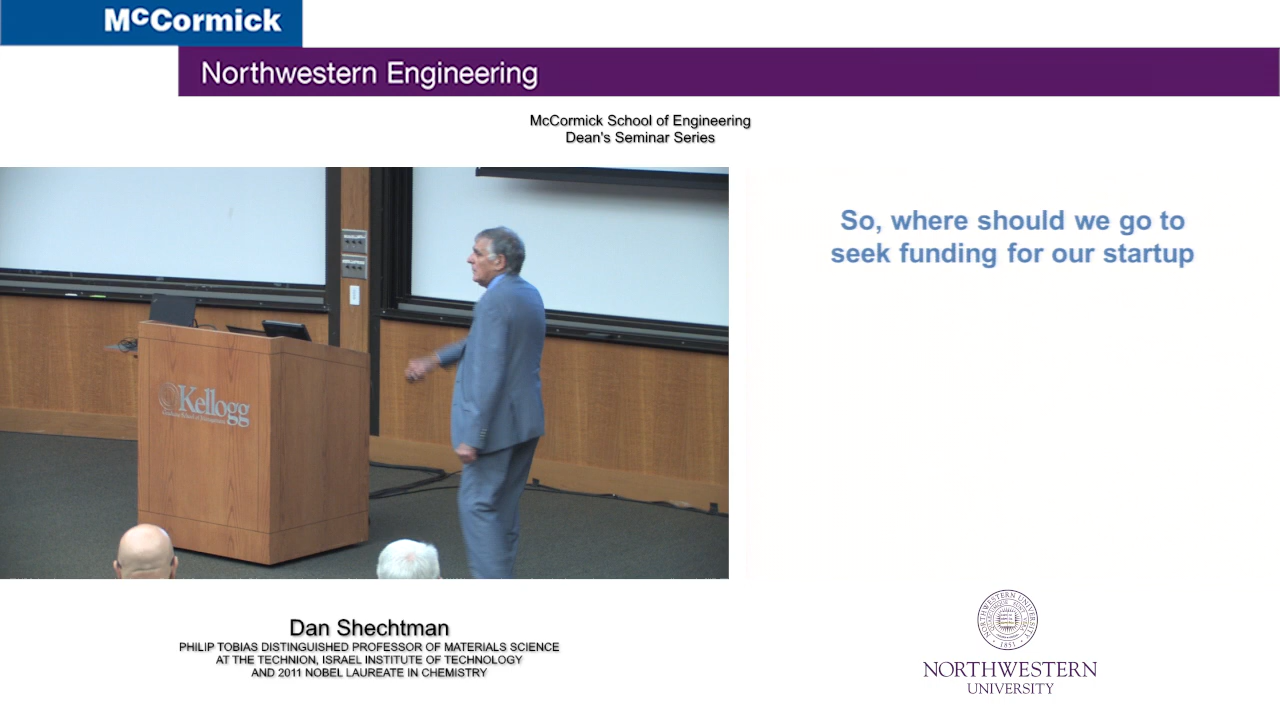 McCormick
Northwestern Engineering
McCormick School of Engineering
Dean's Seminar Series
So, where should we go to
seek funding for our startup
Kellogg
Dan Shechtman
PHILIP TOBIAS DISTINGUISHED PROFESSOR OF MATERIALS SCIENCE
AT THE TECHNION, ISRAEL INSTITUTE OF TECHNOLOGY
AND 2011 NOBEL LAUREATE IN CHEMISTRY
1851
NORTHWESTERN
UNIVERSITY